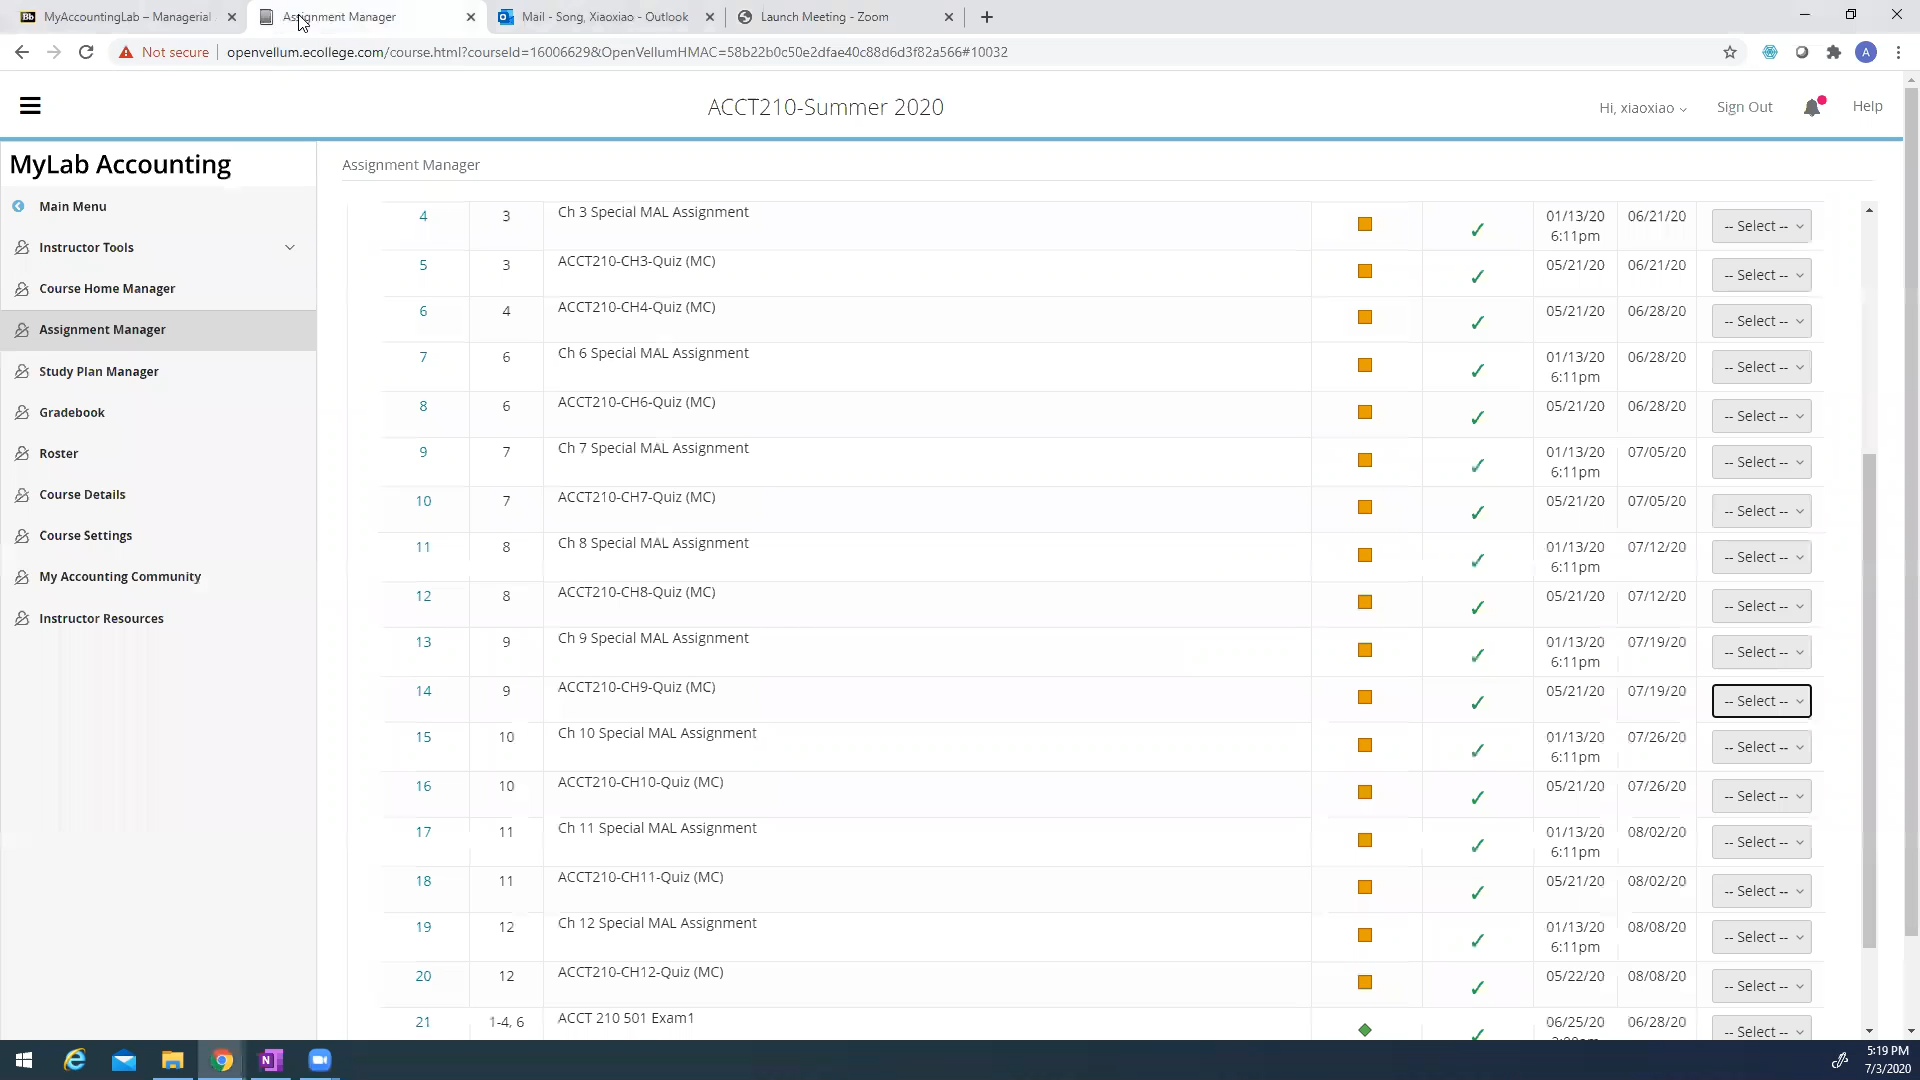 MyAccountingLab – Managerial
Assignment Manager
Mail - Song, Xiaoxiao - Outlook
Launch Meeting - Zoom
Not secure
openvellum.ecollege.com/course.html?courseId=16006629&OpenVellumHMAC=58b22b0c50e2dfae40c88d6d3f82a566#10032
A
ACCT210-Summer 2020
Hi, xiaoxiao
Sign Out
Help
MyLab Accounting
Main Menu
Instructor Tools
Course Home Manager
Assignment Manager
Study Plan Manager
Gradebook
Roster
Course Details
Course Settings
My Accounting Community
Instructor Resources
Assignment Manager
4 3 Ch 3 Special MAL Assignment 01/13/20 6:11pm 06/21/20 -- Select --
5 3 ACCT210-CH3-Quiz (MC) 05/21/20 06/21/20 -- Select --
6 4 ACCT210-CH4-Quiz (MC) 05/21/20 06/28/20 -- Select --
7 6 Ch 6 Special MAL Assignment 01/13/20 6:11pm 06/28/20 -- Select --
8 6 ACCT210-CH6-Quiz (MC) 05/21/20 06/28/20 -- Select --
9 7 Ch 7 Special MAL Assignment 01/13/20 6:11pm 07/05/20 -- Select --
10 7 ACCT210-CH7-Quiz (MC) 05/21/20 07/05/20 -- Select --
11 8 Ch 8 Special MAL Assignment 01/13/20 6:11pm 07/12/20 -- Select --
12 8 ACCT210-CH8-Quiz (MC) 05/21/20 07/12/20 -- Select --
13 9 Ch 9 Special MAL Assignment 01/13/20 6:11pm 07/19/20 -- Select --
14 9 ACCT210-CH9-Quiz (MC) 05/21/20 07/19/20 -- Select --
15 10 Ch 10 Special MAL Assignment 01/13/20 6:11pm 07/26/20 -- Select --
16 10 ACCT210-CH10-Quiz (MC) 05/21/20 07/26/20 -- Select --
17 11 Ch 11 Special MAL Assignment 01/13/20 6:11pm 08/02/20 -- Select --
18 11 ACCT210-CH11-Quiz (MC) 05/21/20 08/02/20 -- Select --
19 12 Ch 12 Special MAL Assignment 01/13/20 6:11pm 08/08/20 -- Select --
20 12 ACCT210-CH12-Quiz (MC) 05/22/20 08/08/20 -- Select --
21 1-4, 6 ACCT 210 501 Exam1 06/25/20 06/28/20 -- Select --
5:19 PM
7/3/2020